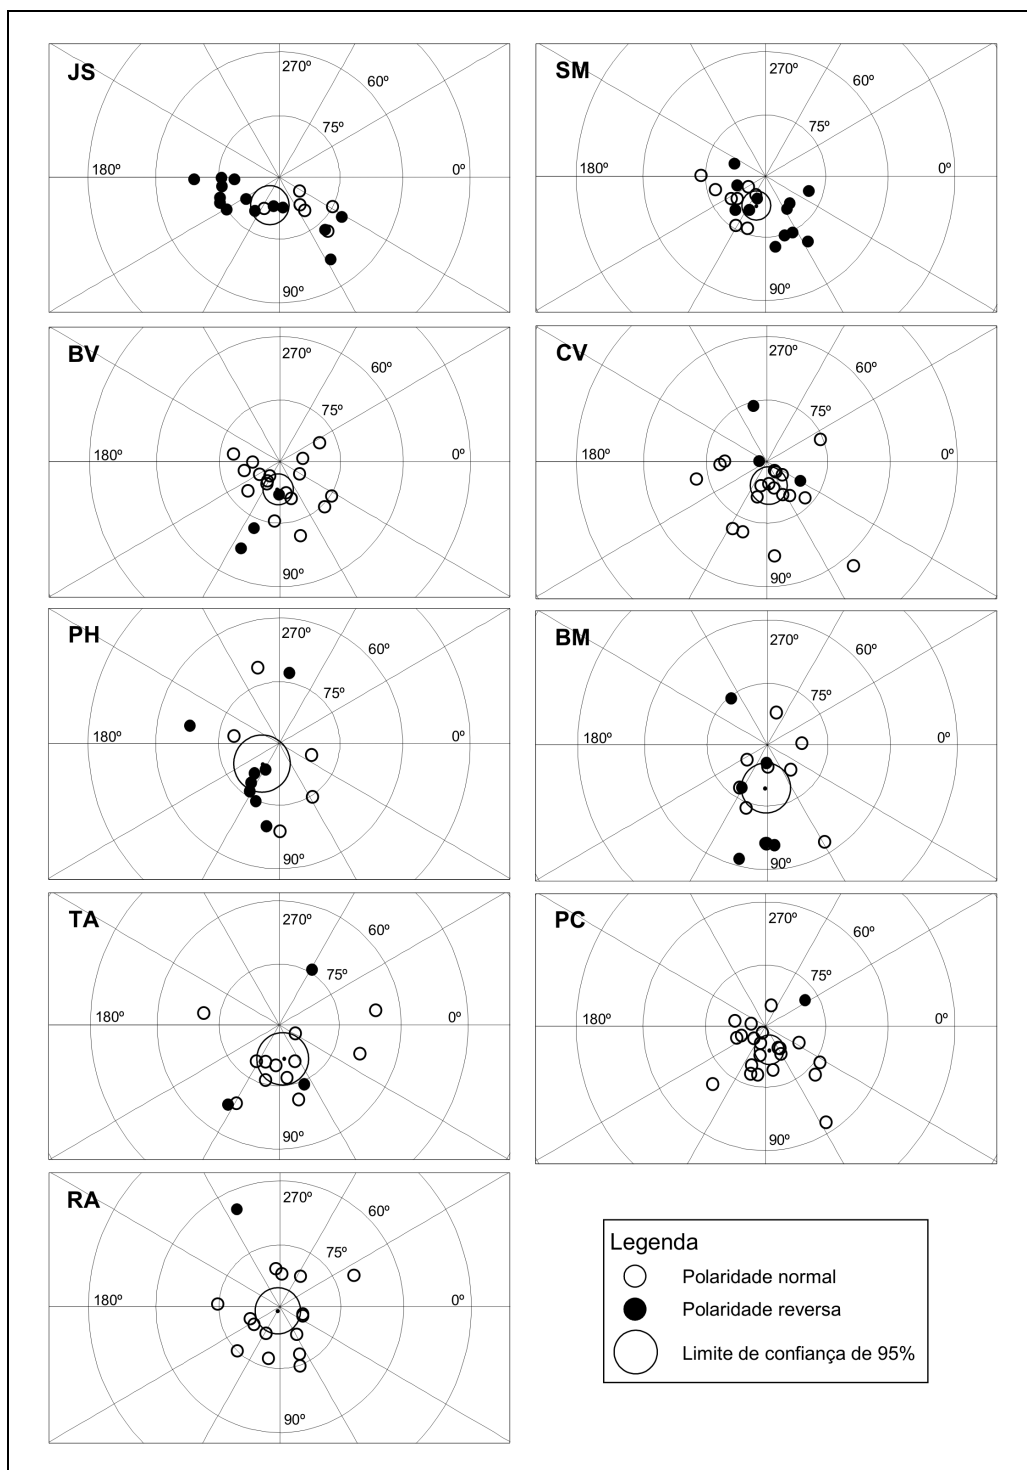 JS
270º
60º
75º
180º
0º
90º
SM
270º
60º
75º
180º
0º
90º
BV
270º
60º
75º
180º
0º
90º
CV
270º
60º
75º
180º
0º
90º
PH
270º
60º
75º
180º
0º
90º
BM
270º
60º
75º
180º
0º
90º
TA
270º
60º
75º
180º
0º
90º
PC
270º
60º
75º
180º
0º
90º
RA
270º
60º
75º
180º
0º
90º
Legenda
Polaridade normal
Polaridade reversa
Limite de confiança de 95%